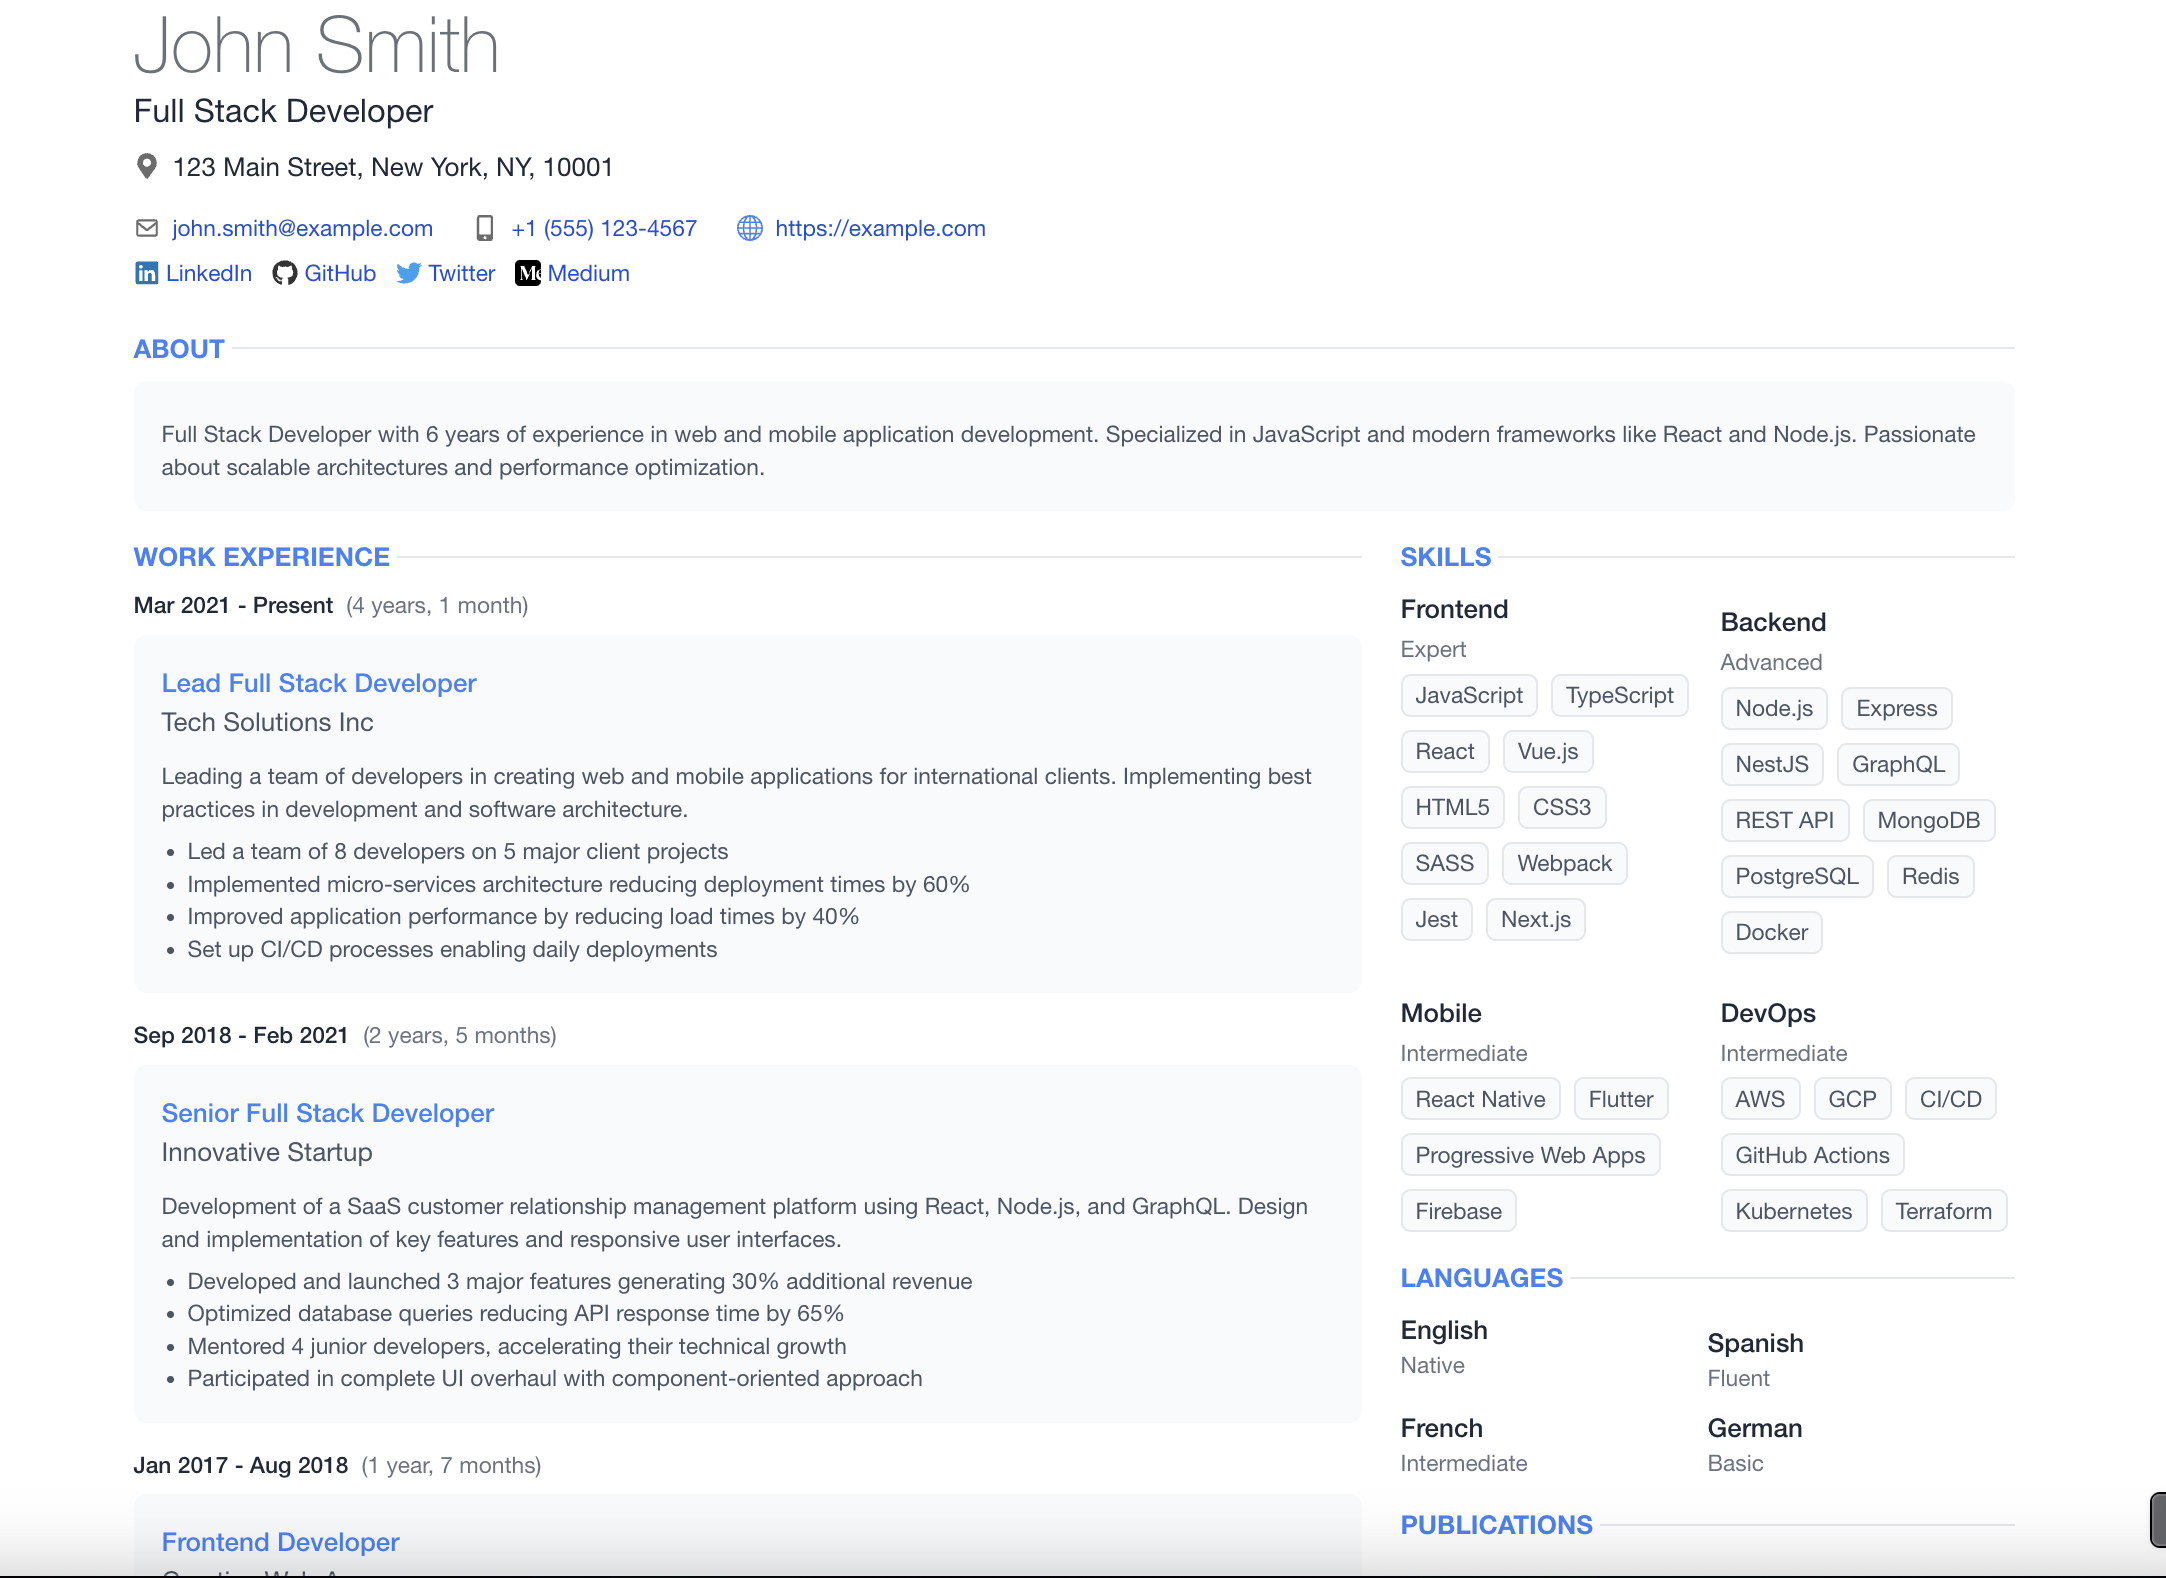 John Smith
Full Stack Developer
123 Main Street, New York, NY, 10001
john.smith@example.com +1 (555) 123-4567 https://example.com
LinkedIn GitHub Twitter Medium
ABOUT
Full Stack Developer with 6 years of experience in web and mobile application development. Specialized in JavaScript and modern frameworks like React and Node.js. Passionate
about scalable architectures and performance optimization.
WORK EXPERIENCE
Mar 2021 - Present (4 years, 1 month)
Lead Full Stack Developer
Tech Solutions Inc
Leading a team of developers in creating web and mobile applications for international clients. Implementing best
practices in development and software architecture.
• Led a team of 8 developers on 5 major client projects
• Implemented micro-services architecture reducing deployment times by 60%
• Improved application performance by reducing load times by 40%
• Set up CI/CD processes enabling daily deployments
Sep 2018 - Feb 2021 (2 years, 5 months)
Senior Full Stack Developer
Innovative Startup
Development of a SaaS customer relationship management platform using React, Node.js, and GraphQL. Design
and implementation of key features and responsive user interfaces.
• Developed and launched 3 major features generating 30% additional revenue
• Optimized database queries reducing API response time by 65%
• Mentored 4 junior developers, accelerating their technical growth
• Participated in complete UI overhaul with component-oriented approach
Jan 2017 - Aug 2018 (1 year, 7 months)
Frontend Developer
SKILLS
Frontend
Expert
JavaScript TypeScript
React Vue.js
HTML5 CSS3
SASS Webpack
Jest Next.js
Backend
Advanced
Node.js Express
NestJS GraphQL
REST API MongoDB
PostgreSQL Redis
Docker
Mobile
Intermediate
React Native Flutter
Progressive Web Apps
Firebase
DevOps
Intermediate
AWS GCP CI/CD
GitHub Actions
Kubernetes Terraform
LANGUAGES
English
Native
Spanish
Fluent
French
Intermediate
German
Basic
PUBLICATIONS